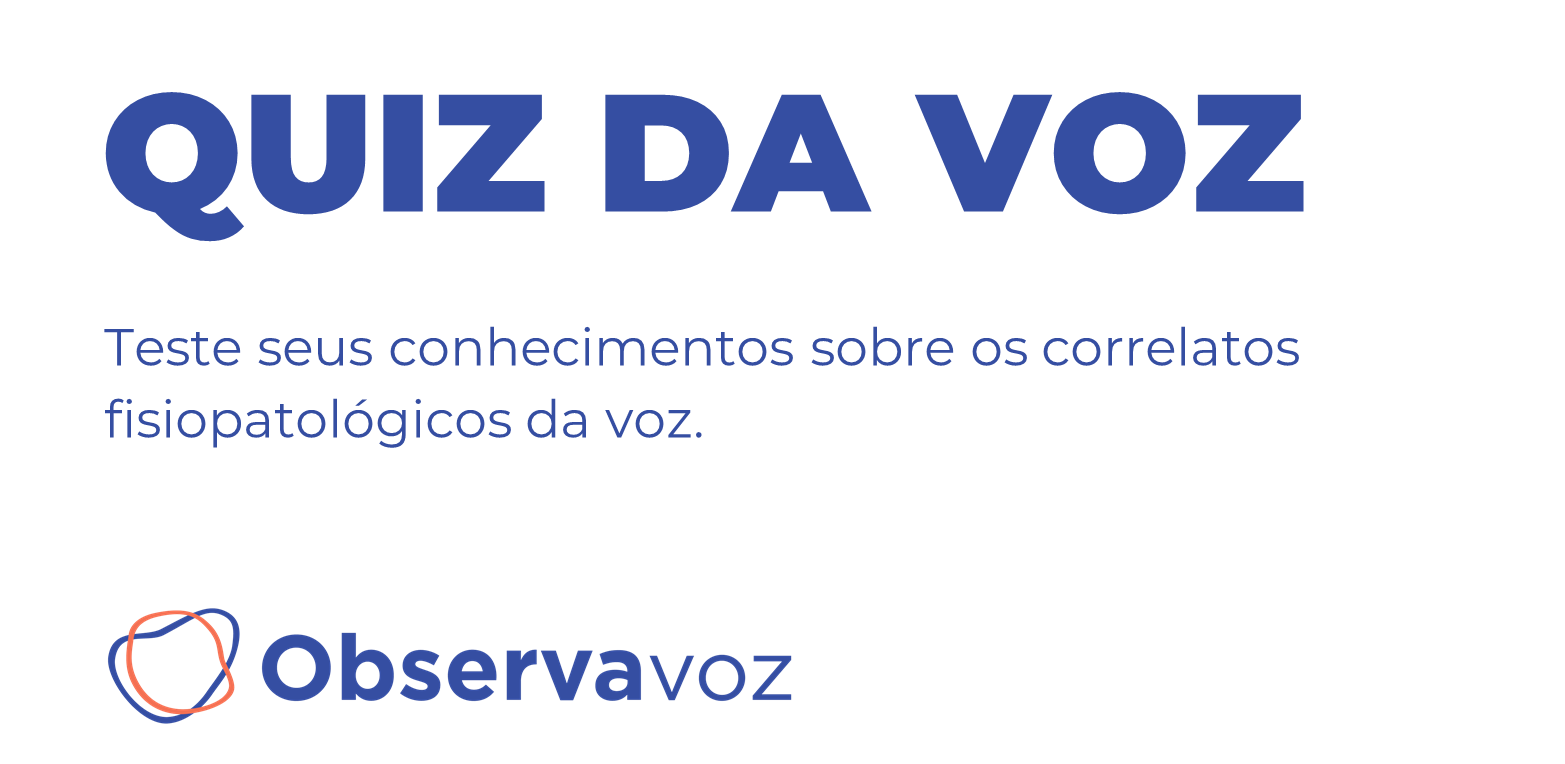 QUIZ DA VOZ
Teste seus conhecimentos sobre os correlatos
fisiopatológicos da voz.
Observavoz